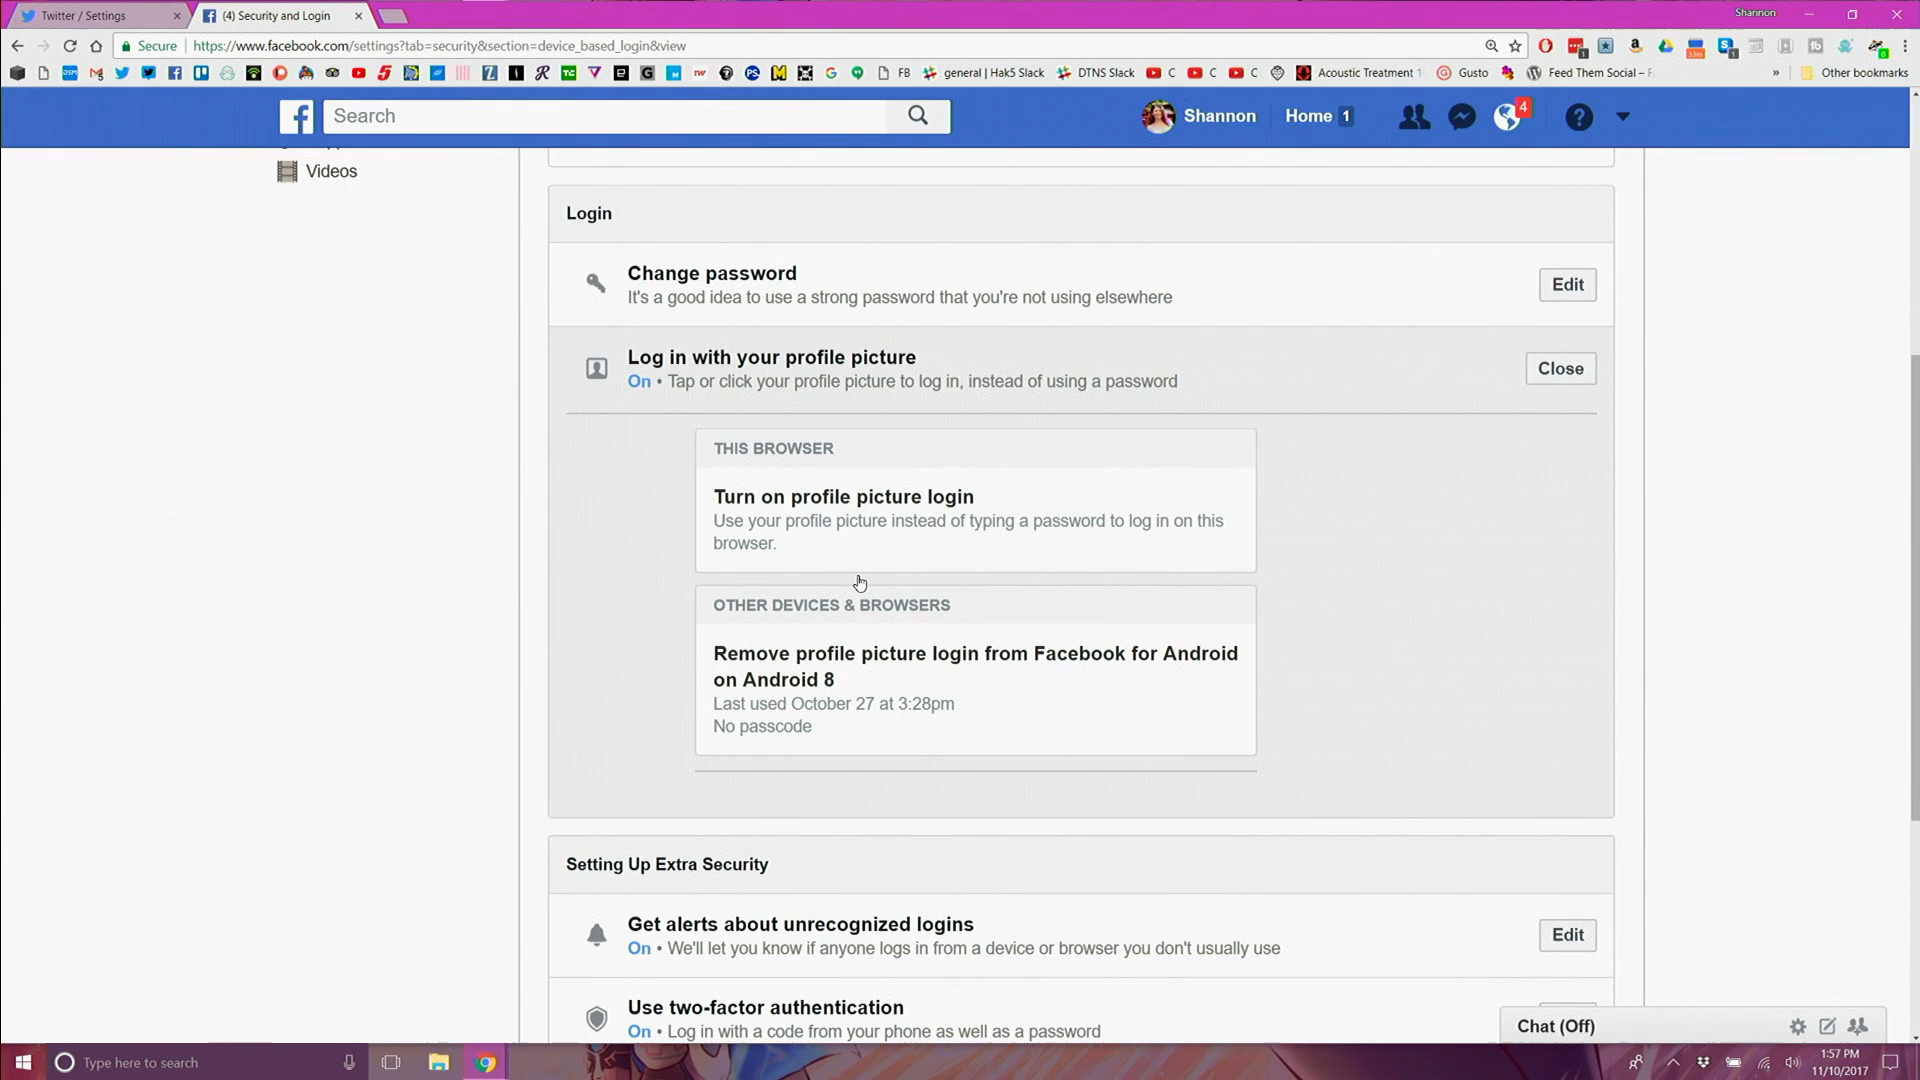 Twitter / Settings
(4) Security and Login
Shannon
Secure
https://www.facebook.com/settings?tab=security&section=device_based_login&view
FB
general | Hak5 Slack
DTNS Slack
C
C
C
Acoustic Treatment 1
Gusto
Feed Them Social – F
»
Other bookmarks
Search
Shannon
Home 1
4
Videos
Login
Change password
It's a good idea to use a strong password that you're not using elsewhere
Edit
Log in with your profile picture
On • Tap or click your profile picture to log in, instead of using a password
Close
THIS BROWSER
Turn on profile picture login
Use your profile picture instead of typing a password to log in on this
browser.
OTHER DEVICES & BROWSERS
Remove profile picture login from Facebook for Android
on Android 8
Last used October 27 at 3:28pm
No passcode
Setting Up Extra Security
Get alerts about unrecognized logins
On • We'll let you know if anyone logs in from a device or browser you don't usually use
Edit
Use two-factor authentication
On • Log in with a code from your phone as well as a password
Chat (Off)
Type here to search
1:57 PM
11/10/2017